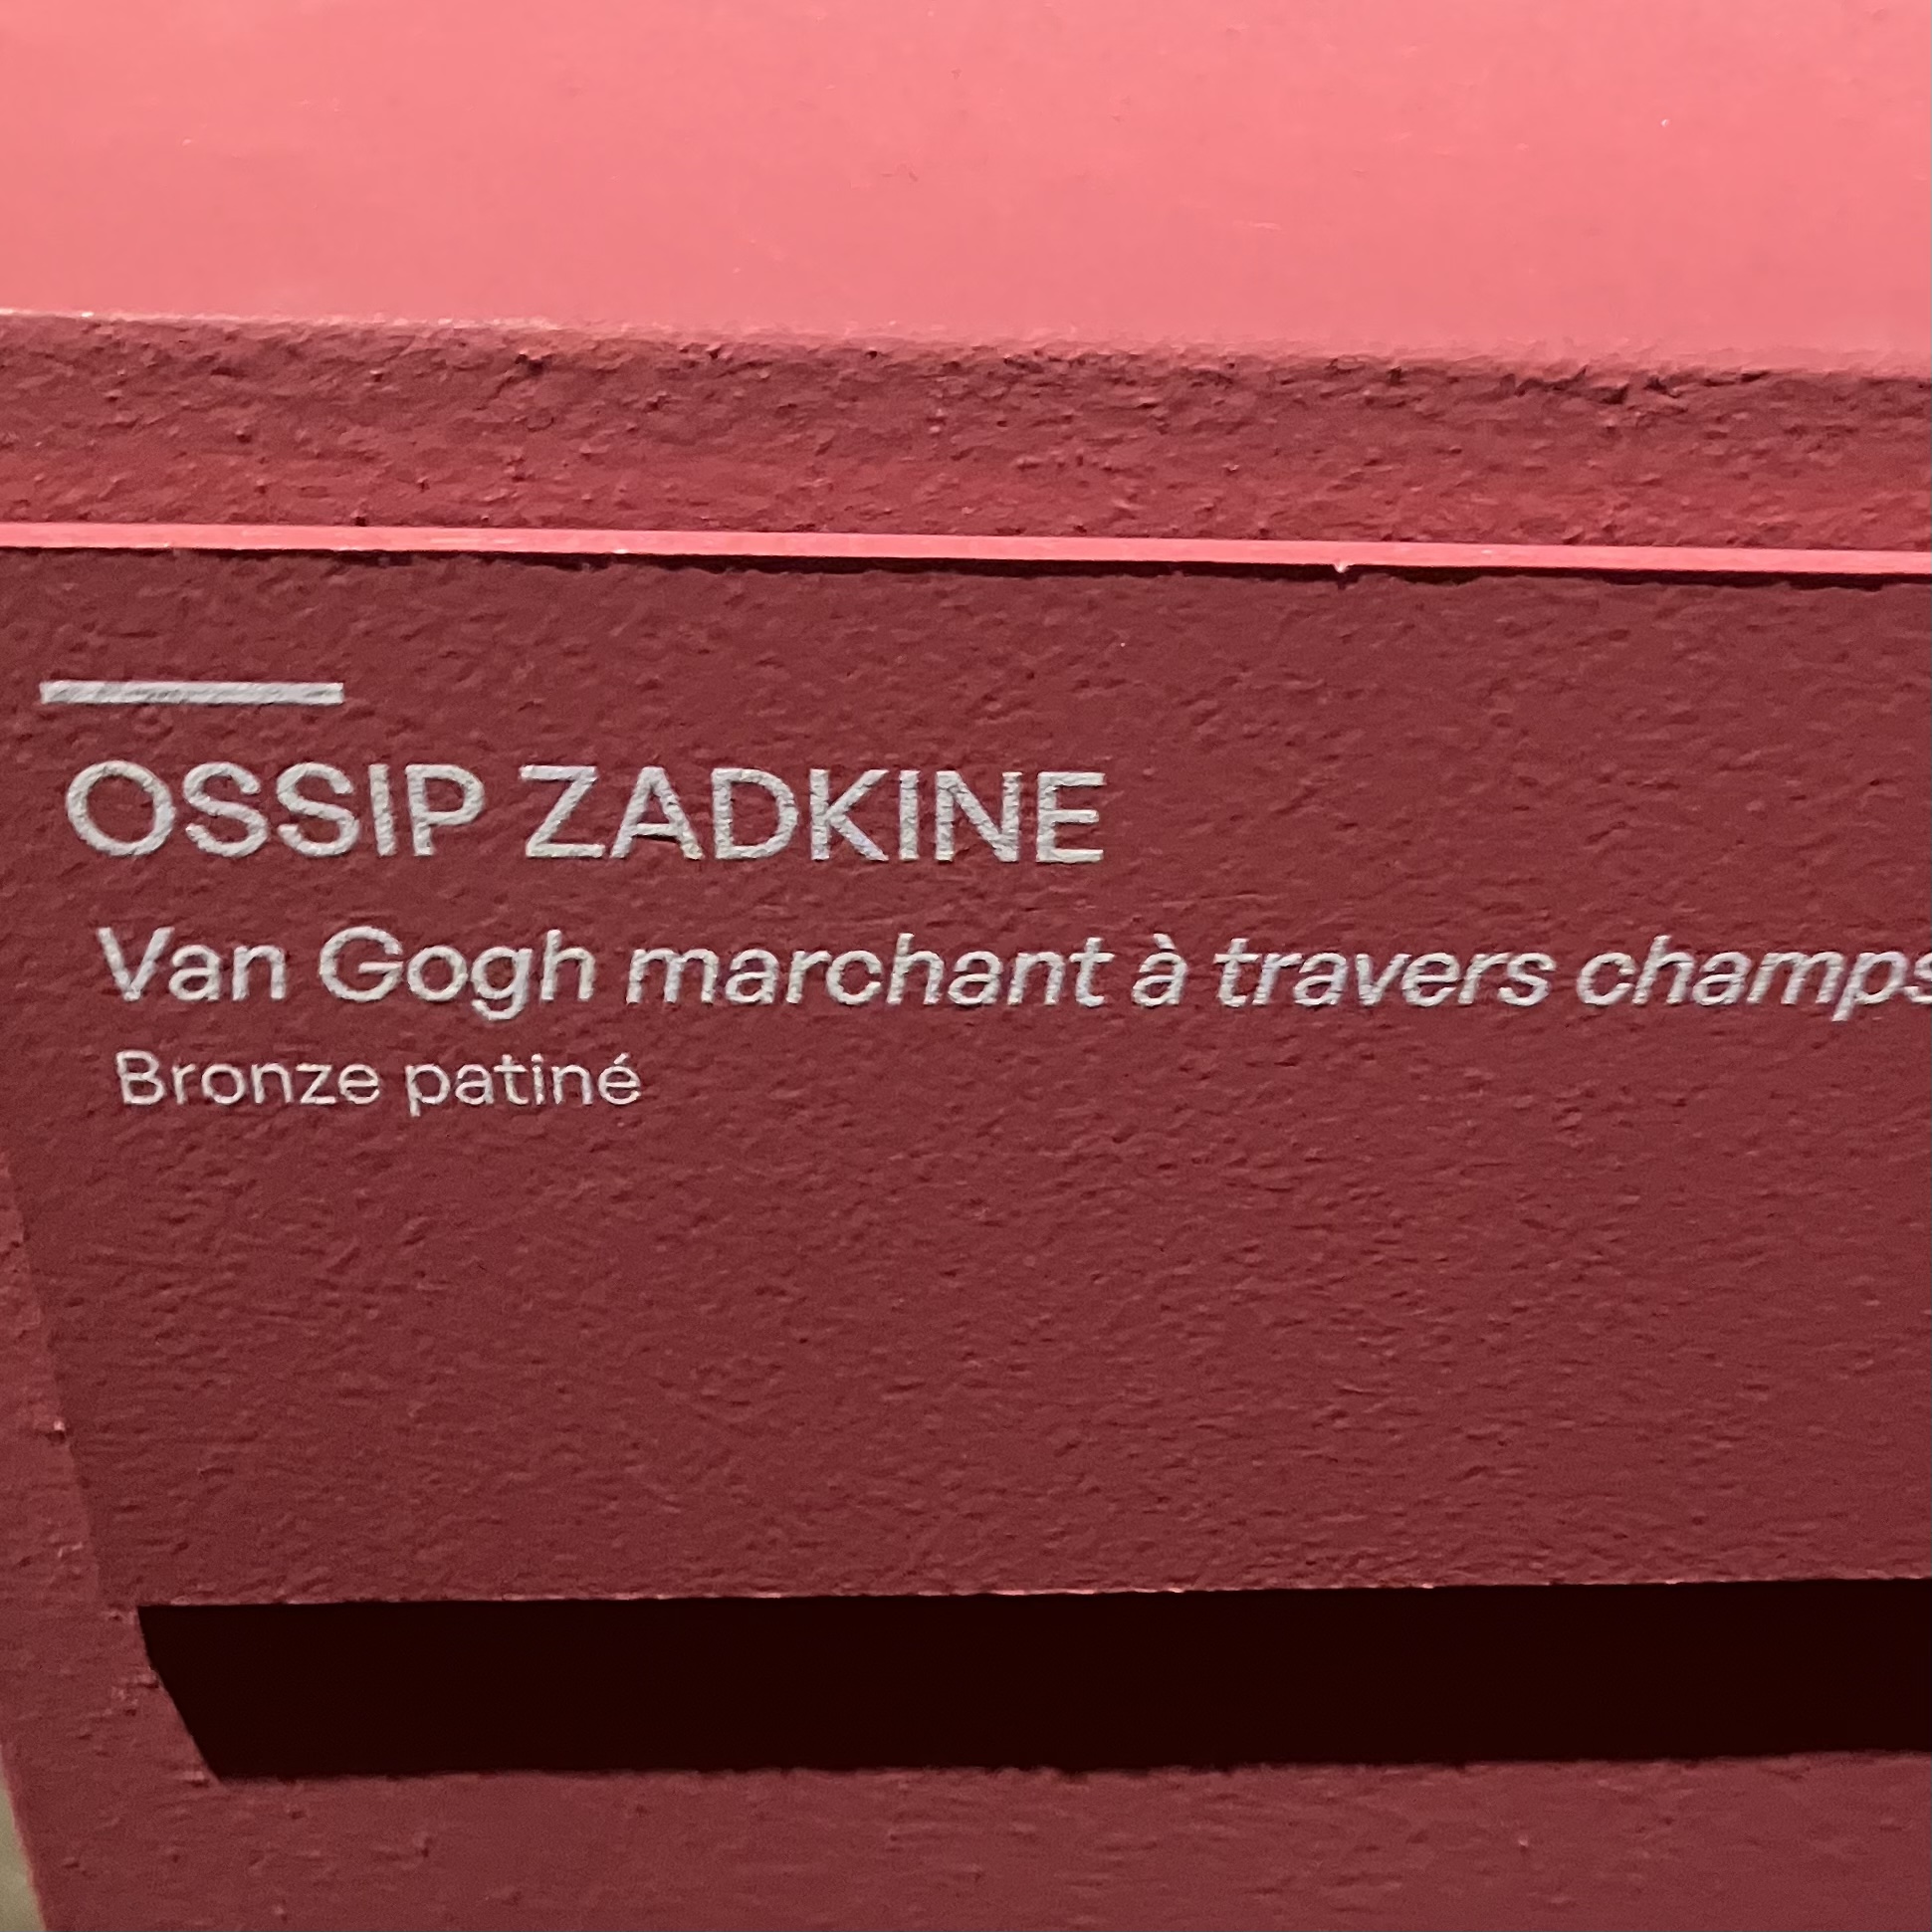 OSSIP ZADKINE
Van Gogh marchant à travers champs
Bronze patiné